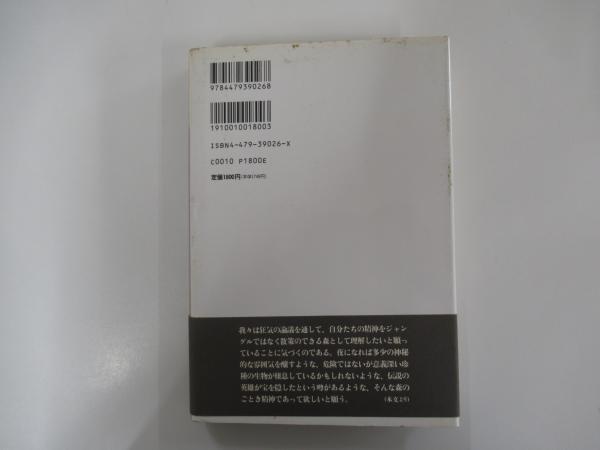 9784479390268
1910010018003
ISBN4-479-39026-X
C0010 P1800E
定価1800円(本体1748円)
我々は狂気の論議を通して、自分たちの精神をジャン
グルではなく散策のできる森として理解したいと願っ
ていることに気づくのである。夜になれば多少の神秘
的な雰囲気を醸すような、危険ではないが意義深い珍
種の生物が棲息しているかもしれないような、伝説の
英雄が宝を隠したという噂があるような、そんな森の
ごとき精神であって欲しいと願う。
(本文より)